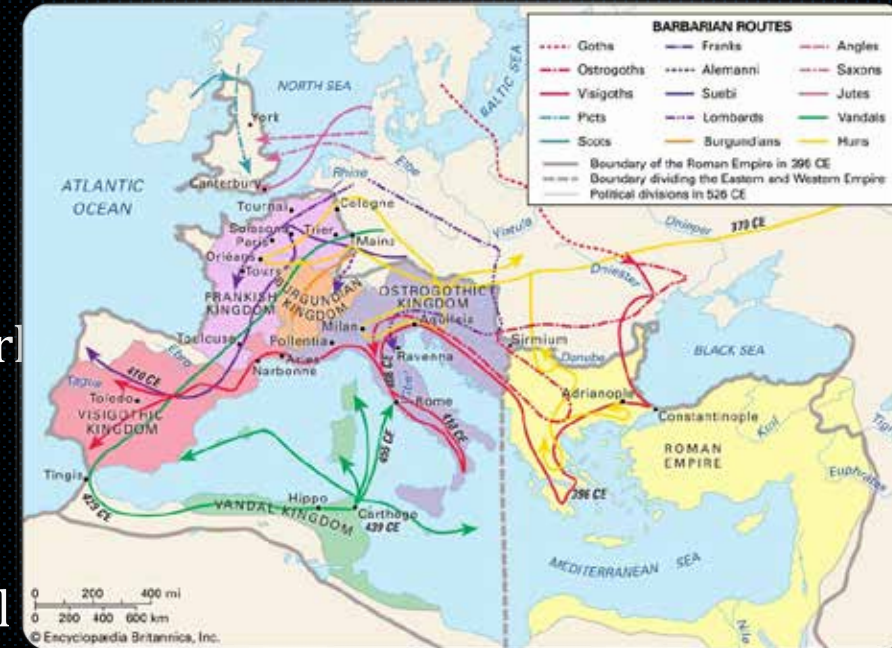 BARBARIAN ROUTES
Goths
Ostrogoths
Visigoths
Picts
Scots
Franks
Alemanni
Suebi
Lombards
Burgundians
Angles
Saxons
Jutes
Vandals
Huns
Boundary of the Roman Empire in 395 CE
Boundary dividing the Eastern and Western Empire
Political divisions in 526 CE
NORTH SEA
BALTIC SEA
ATLANTIC
OCEAN
York
Canterbury
Rhine
Elbe
Vistula
Dnieper
370 CE
Dniester
Tournai
Cologne
Soissons
Trier
Paris
Mainz
Orléans
Tours
FRANKISH
KINGDOM
BURGUNDIAN
KINGDOM
OSTROGOTHIC
KINGDOM
Milan
Aquileia
Pollentia
Toulouse
Arles
Narbonne
Ravenna
Sirmium
Danube
BLACK SEA
Ebro
Tagus
Toledo
VISIGOTHIC
KINGDOM
Tiber
Rome
410 CE
455 CE
Adrianople
Constantinople
ROMAN
EMPIRE
Kizil
Euphrates
396 CE
Tingis
429 CE
Hippo
VANDAL KINGDOM
Carthage
439 CE
MEDITERRANEAN SEA
Nile
0 200 400 mi
0 200 400 600 km
© Encyclopædia Britannica, Inc.